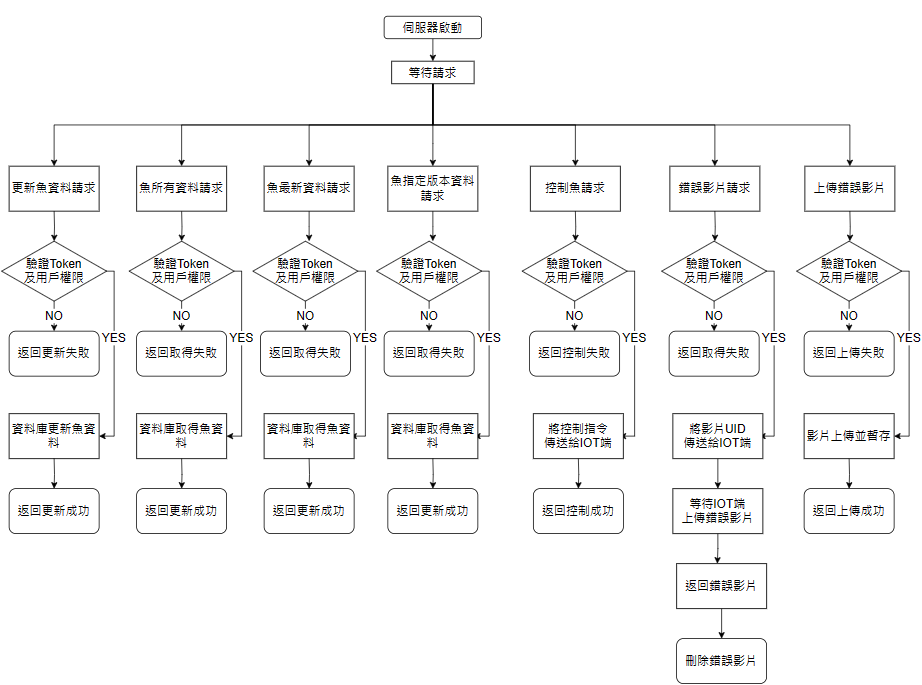 伺服器啟動
等待請求
更新魚資料請求
魚所有資料請求
魚最新資料請求
魚指定版本資料
請求
控制魚請求
錯誤影片請求
上傳錯誤影片
驗證Token
及用戶權限
驗證Token
及用戶權限
驗證Token
及用戶權限
驗證Token
及用戶權限
驗證Token
及用戶權限
驗證Token
及用戶權限
驗證Token
及用戶權限
NO
NO
NO
NO
NO
NO
NO
YES
YES
YES
YES
YES
YES
YES
返回更新失敗
返回取得失敗
返回取得失敗
返回取得失敗
返回控制失敗
返回取得失敗
返回上傳失敗
資料庫更新魚資
料
資料庫取得魚資
料
資料庫取得魚資
料
資料庫取得魚資
料
將控制指令
傳送給IOT端
將影片UID
傳送給IOT端
影片上傳並暫存
返回更新成功
返回更新成功
返回更新成功
返回更新成功
返回控制成功
等待IOT端
上傳錯誤影片
返回上傳成功
返回錯誤影片
刪除錯誤影片